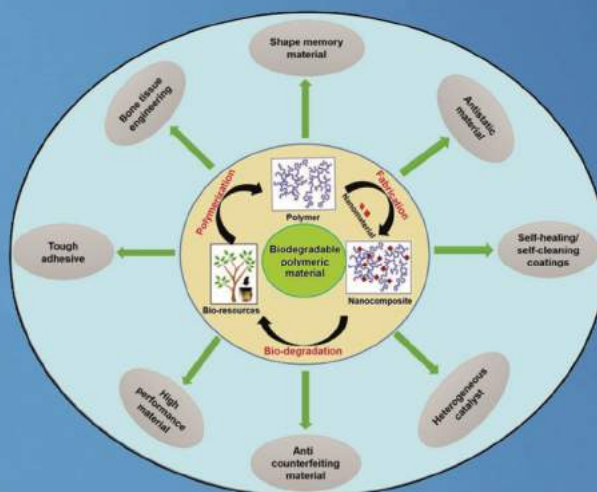 Shape memory
material
Bone tissue
engineering
Antistatic
material
Polymerization
Fabrication
Nanomaterial
Polymer
Tough
adhesive
Biodegradable
polymeric
material
Self-healing/
self-cleaning
coatings
Bio-resources
Nanocomposite
Bio-degradation
High
performance
material
Anti
counterfeiting
material
Heterogeneous
catalyst